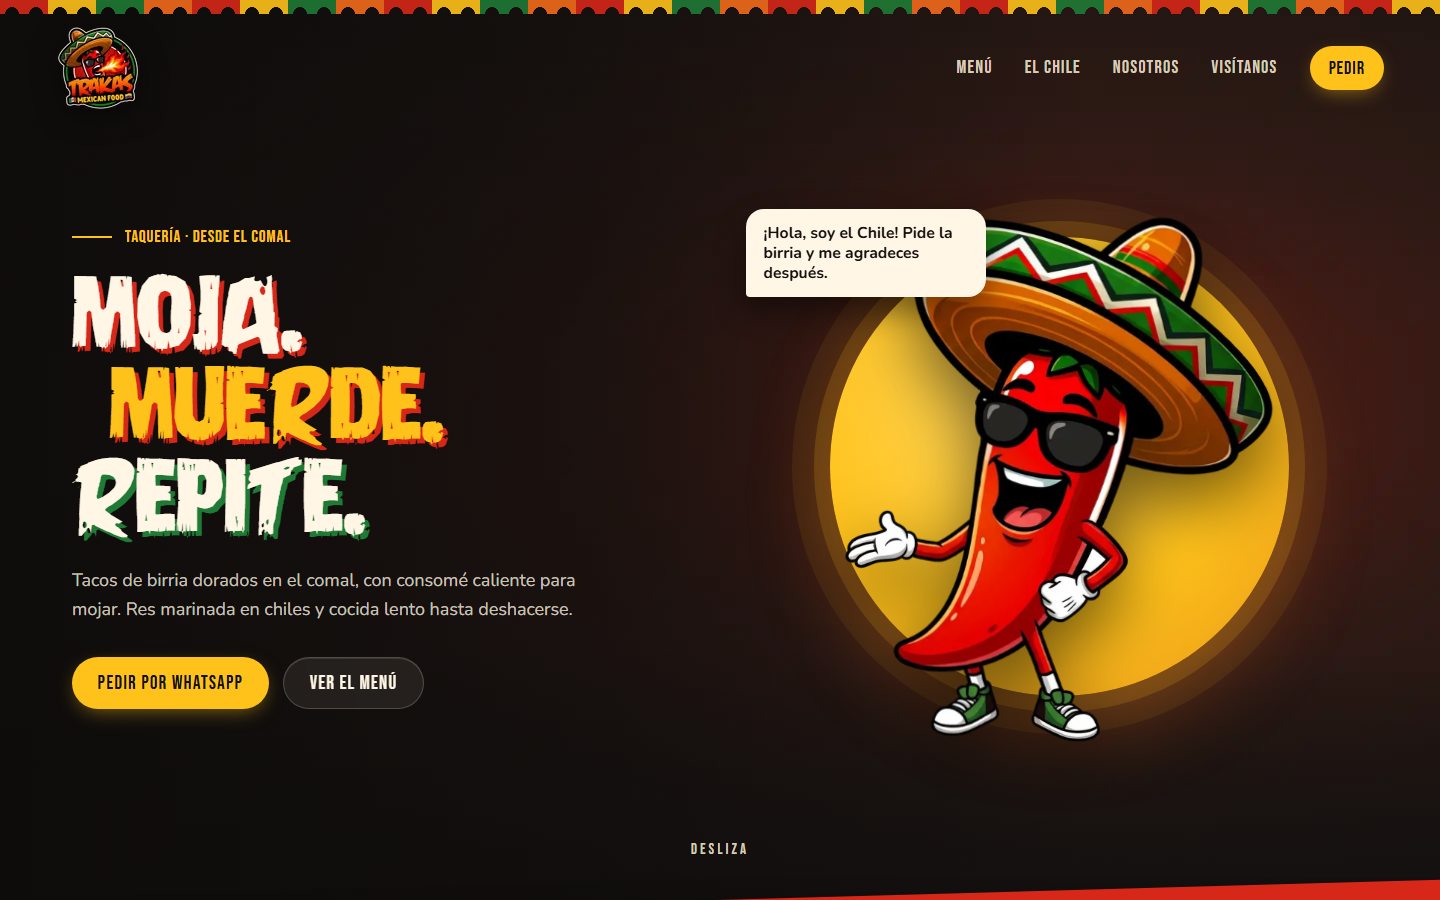 TRAKAS
MEXICAN FOOD
MENÚ
EL CHILE
NOSOTROS
VISÍTANOS
PEDIR
TAQUERÍA · DESDE EL COMAL
MOJA.
MUERDE.
REPITE.
Tacos de birria dorados en el comal, con consomé caliente para
mojar. Res marinada en chiles y cocida lento hasta deshacerse.
PEDIR POR WHATSAPP
VER EL MENÚ
¡Hola, soy el Chile! Pide la
birria y me agradeces
después.
DESLIZA